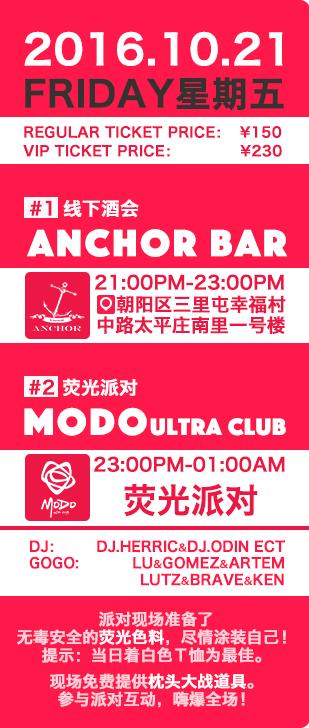 2016.10.21
FRIDAY星期五
REGULAR TICKET PRICE: ¥150
VIP TICKET PRICE: ¥230
#1 线下酒会
ANCHOR BAR
21:00PM-23:00PM
朝阳区三里屯幸福村
中路太平庄南里一号楼
ANCHOR
#2 荧光派对
MODO ULTRA CLUB
23:00PM-01:00AM
荧光派对
MODO
DJ: DJ.HERRIC&DJ.ODIN ECT
GOGO: LU&GOMEZ&ARTEM
LUTZ&BRAVE&KEN
派对现场准备了
无毒安全的荧光色料，尽情涂装自己！
提示：当日着白色T恤为最佳。
现场免费提供枕头大战道具。
参与派对互动，嗨爆全场！